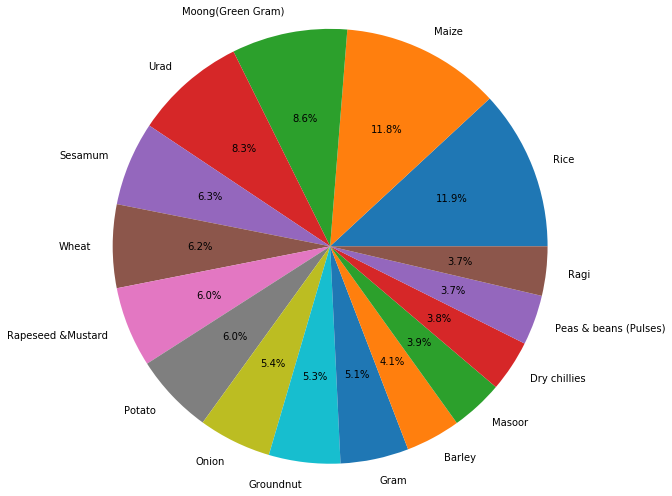 Moong(Green Gram)
Maize
Urad
8.6%
11.8%
8.3%
Sesamum
Rice
6.3%
11.9%
Wheat
6.2%
3.7%
Ragi
6.0%
3.7%
Rapeseed &Mustard
Peas & beans (Pulses)
6.0%
3.8%
5.4%
5.3%
5.1%
4.1%
3.9%
Dry chillies
Potato
Masoor
Onion
Barley
Groundnut
Gram